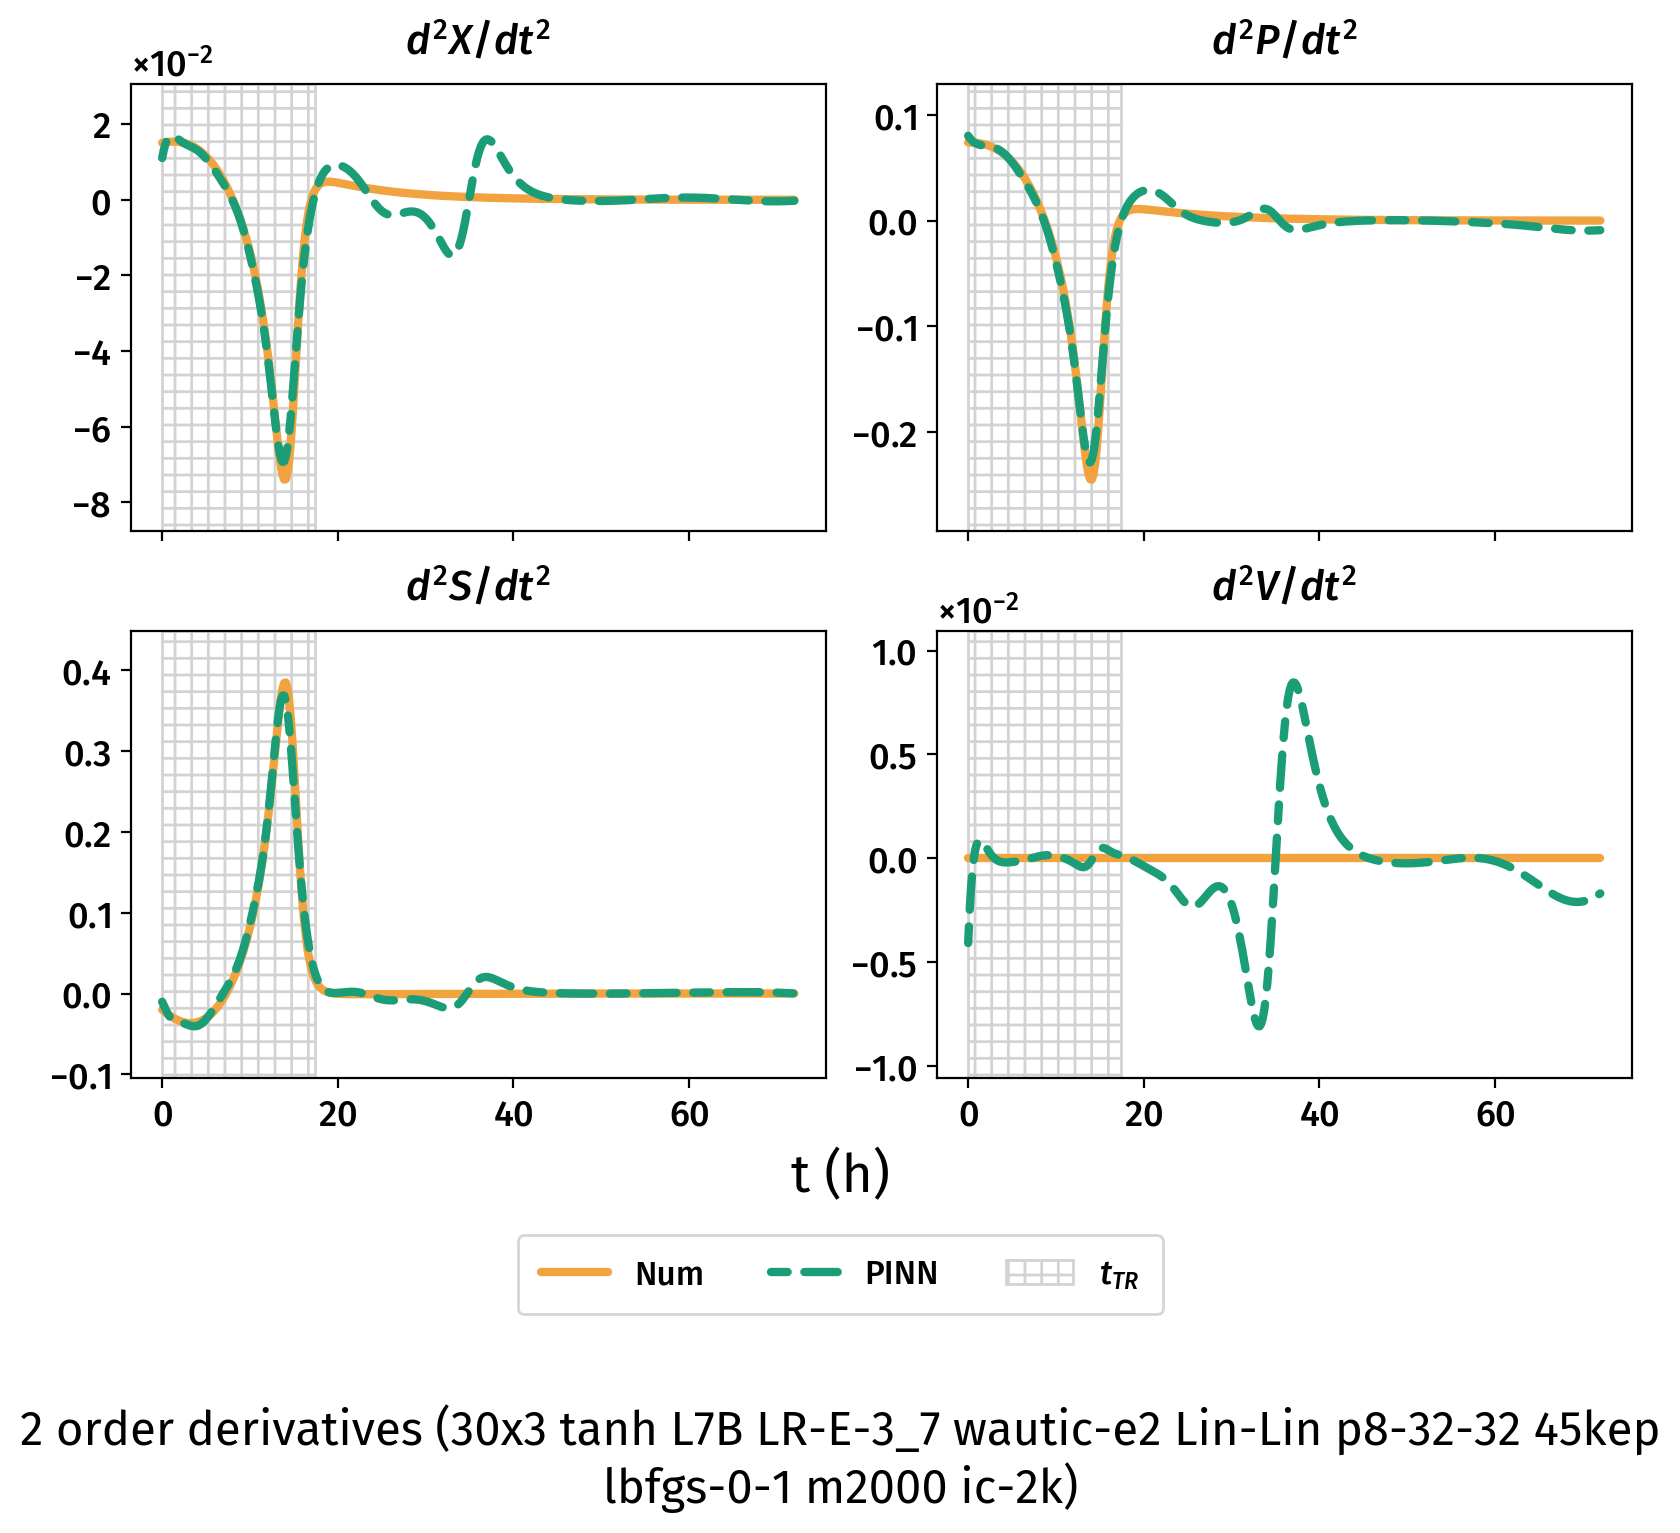 d²X/dt²
×10⁻²
2
0
−2
−4
−6
−8
d²P/dt²
0.1
0.0
−0.1
−0.2
d²S/dt²
0.4
0.3
0.2
0.1
0.0
−0.1
0 20 40 60
d²V/dt²
×10⁻²
1.0
0.5
0.0
−0.5
−1.0
0 20 40 60
t (h)
Num PINN t_TR
2 order derivatives (30x3 tanh L7B LR-E-3_7 wautic-e2 Lin-Lin p8-32-32 45kep
lbfgs-0-1 m2000 ic-2k)